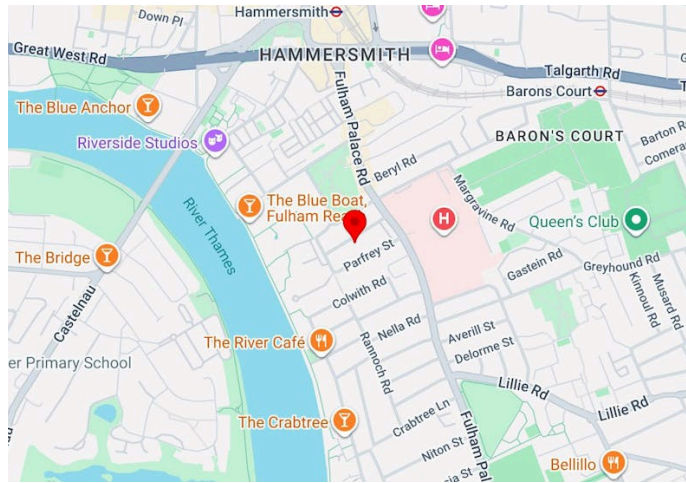 Down Pl
Hammersmith
Great West Rd
HAMMERSMITH
Talgarth Rd
Barons Court
The Blue Anchor
Fulham Palace Rd
Riverside Studios
BARON'S COURT
Barton R
Comera
Beryl Rd
Margravine Rd
The Blue Boat,
Fulham Rea
River Thames
Queen's Club
The Bridge
Parfrey St
Gastein Rd
Greyhound Rd
Kinnoul Rd
Musard Rd
Castelnau
Colwith Rd
Nella Rd
Averill St
The River Café
Rannoch Rd
Delorme St
er Primary School
Lillie Rd
Lillie Rd
The Crabtree
Crabtree Ln
Fulham Pal
Niton St
sia St
Bellillo
H